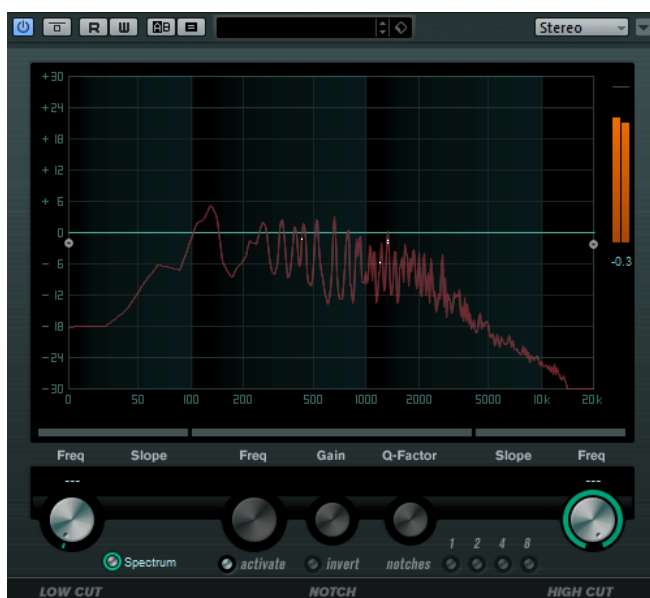 R W AB Stereo
+30
+24
+ 18
+ 12
+ 6
0
- 6
- 12
- 18
-24
-30
-0.3
0 50 100 200 500 1000 2000 5000 10k 20k
Freq Slope Freq Gain Q-Factor Slope Freq
--- ---
1 2 4 8
Spectrum activate invert notches
LOW CUT NOTCH HIGH CUT